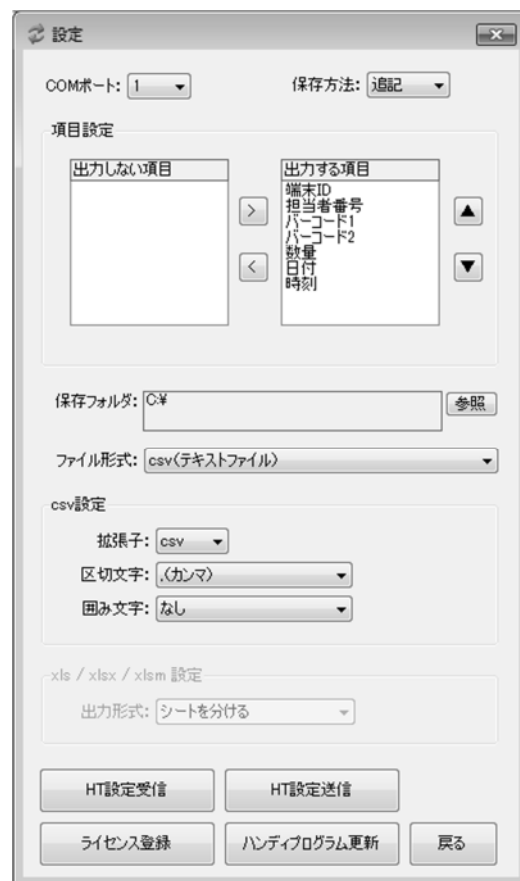 設定
COMポート: 1 保存方法: 追記
項目設定
出力しない項目
出力する項目
端末ID
担当者番号
バーコード1
バーコード2
数量
日付
時刻
保存フォルダ: C:¥ 参照
ファイル形式: csv(テキストファイル)
csv設定
拡張子: csv
区切文字: ,(カンマ)
囲み文字: なし
xls / xlsx / xlsm 設定
出力形式: シートを分ける
HT設定受信 HT設定送信
ライセンス登録 ハンディプログラム更新 戻る